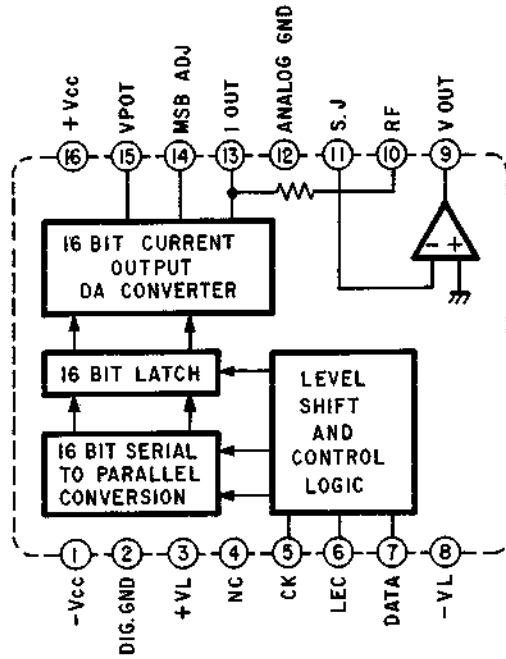 +Vcc
VPOT
MSB ADJ
I OUT
ANALOG GND
S.J
RF
V OUT
16
15
14
13
12
11
10
9
16 BIT CURRENT
OUTPUT
DA CONVERTER
- +
16 BIT LATCH
LEVEL
SHIFT
AND
CONTROL
LOGIC
16 BIT SERIAL
TO PARALLEL
CONVERSION
1
2
3
4
5
6
7
8
-Vcc
DIG.GND
+VL
NC
CK
LEC
DATA
-VL